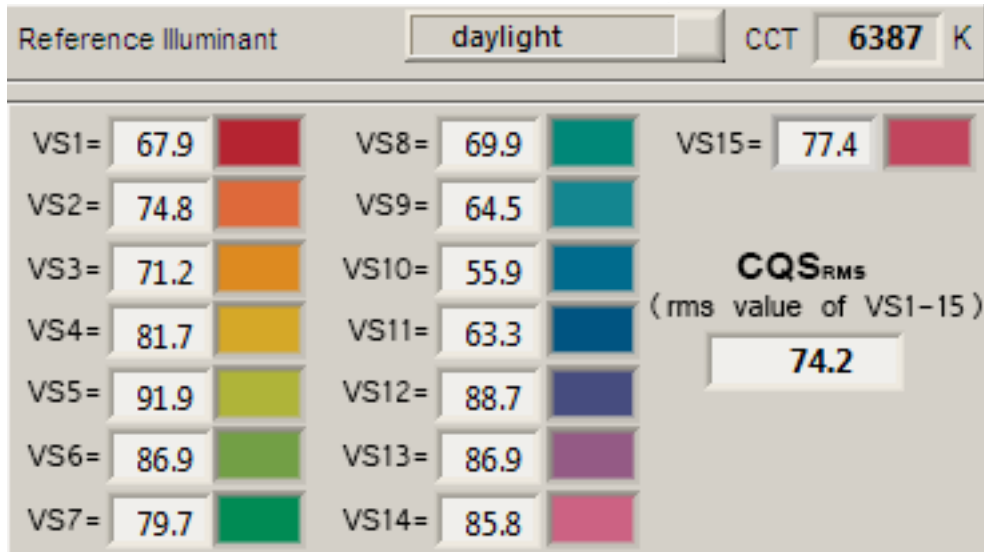 Reference Illuminant daylight CCT 6387 K
VS1= 67.9 VS8= 69.9 VS15= 77.4
VS2= 74.8 VS9= 64.5
VS3= 71.2 VS10= 55.9 CQSRMS
(rms value of VS1-15)
VS4= 81.7 VS11= 63.3
74.2
VS5= 91.9 VS12= 88.7
VS6= 86.9 VS13= 86.9
VS7= 79.7 VS14= 85.8